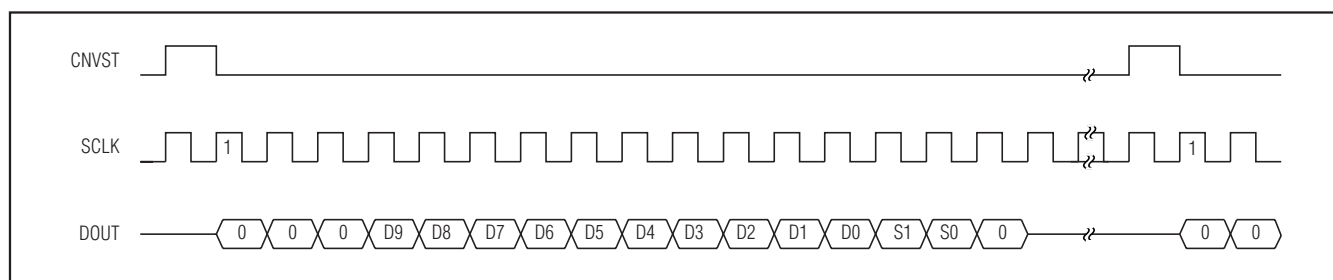 CNVST
SCLK 1 1
DOUT 0 0 0 D9 D8 D7 D6 D5 D4 D3 D2 D1 D0 S1 S0 0 0 0